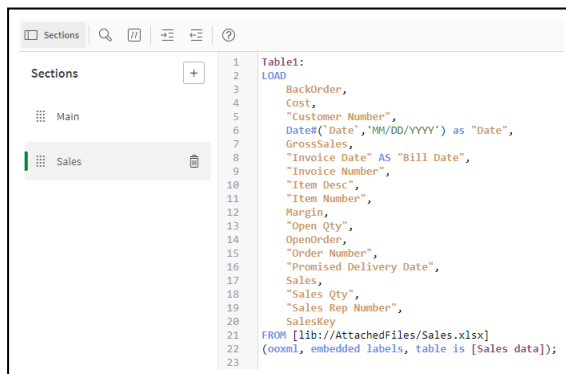 Sections
Sections
+
Main
Sales
1 Table1:
2 LOAD
3 BackOrder,
4 Cost,
5 "Customer Number",
6 Date#(`Date`,'MM/DD/YYYY') as "Date",
7 GrossSales,
8 "Invoice Date" AS "Bill Date",
9 "Invoice Number",
10 "Item Desc",
11 "Item Number",
12 Margin,
13 "Open Qty",
14 OpenOrder,
15 "Order Number",
16 "Promised Delivery Date",
17 Sales,
18 "Sales Qty",
19 "Sales Rep Number",
20 SalesKey
21 FROM [lib://AttachedFiles/Sales.xlsx]
22 (ooxml, embedded labels, table is [Sales data]);
23